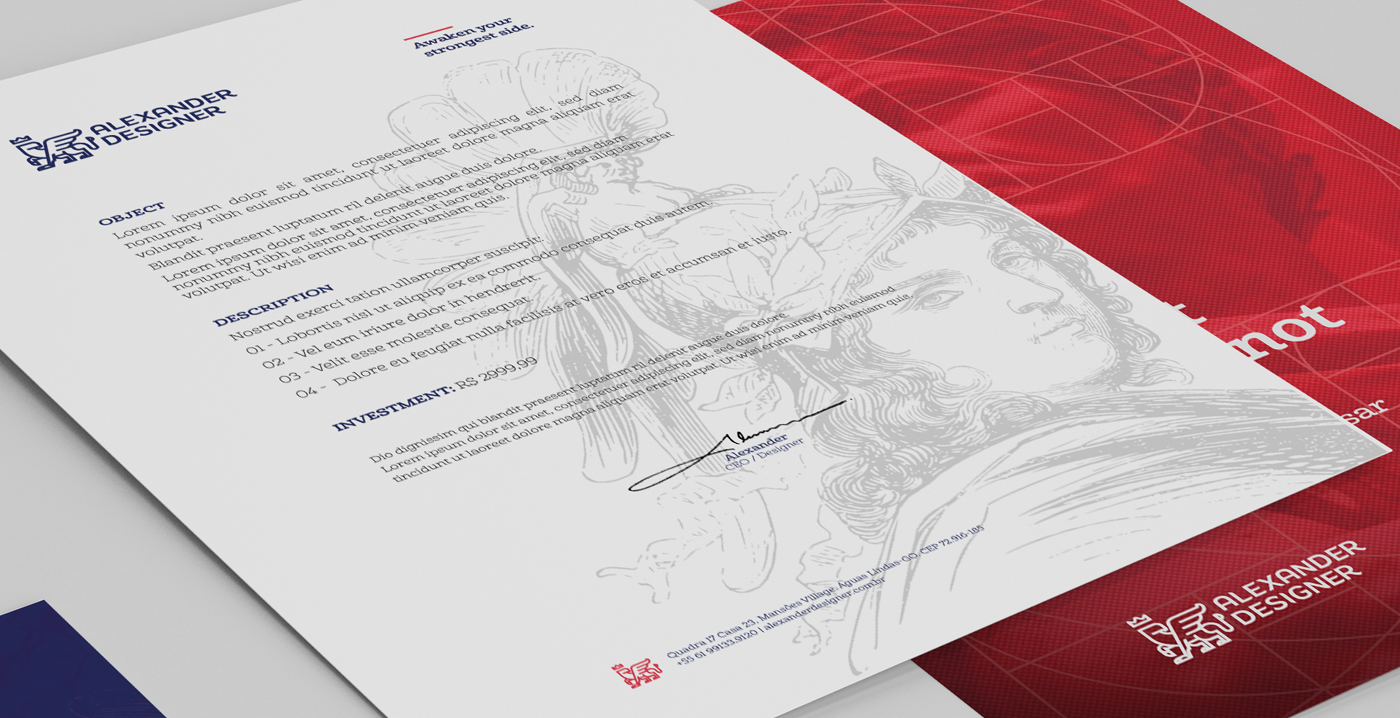 Awaken your
strongest side.
ALEXANDER
DESIGNER
OBJECT
Lorem ipsum dolor sit amet, consectetuer adipiscing elit, sed diam
nonummy nibh euismod tincidunt ut laoreet dolore magna aliquam erat
volutpat.
Blandit praesent luptatum ril delenit augue duis dolore.
Lorem ipsum dolor sit amet, consectetuer adipiscing elit, sed diam
nonummy nibh euismod tincidunt ut laoreet dolore magna aliquam erat
volutpat. Ut wisi enim ad minim veniam quis.
DESCRIPTION
Nostrud exerci tation ullamcorper suscipit.
01 - Lobortis nisl ut aliquip ex ea commodo consequat duis autem.
02 - Vel eum iriure dolor in hendrerit.
03 - Velit esse molestie consequat
04 - Dolore eu feugiat nulla facilisis at vero eros et accumsan et iusto.
INVESTMENT: R$ 2999.99
Dio dignissim qui blandit praesent luptatum ril delenit augue duis dolore.
Lorem ipsum dolor sit amet, consectetuer adipiscing elit, sed diam nonummy nibh euismod
tincidunt ut laoreet dolore magna aliquam erat volutpat. Ut wisi enim ad minim veniam quis.
Alexander
CEO / Designer
Quadra 17 Casa 23, Mansões Village, Águas Lindas-GO, CEP 72.916-185
+55 61 99133.9120 | alexanderdesigner.com.br
not
sar
ALEXANDER
DESIGNER